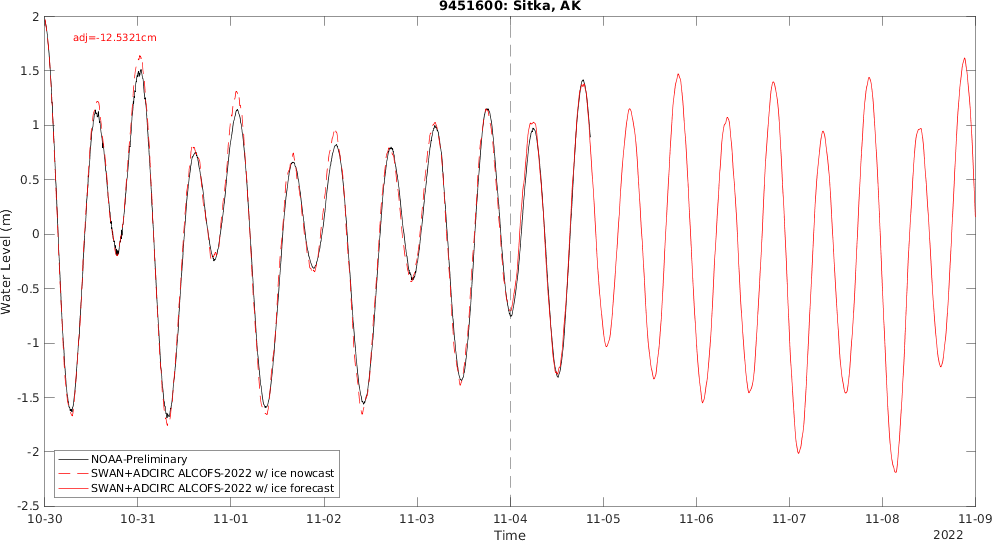 9451600: Sitka, AK
adj=-12.5321cm
2
1.5
1
0.5
0
-0.5
-1
-1.5
-2
-2.5
Water Level (m)
NOAA-Preliminary
SWAN+ADCIRC ALCOFS-2022 w/ ice nowcast
SWAN+ADCIRC ALCOFS-2022 w/ ice forecast
10-30 10-31 11-01 11-02 11-03 11-04 11-05 11-06 11-07 11-08 11-09
Time
2022